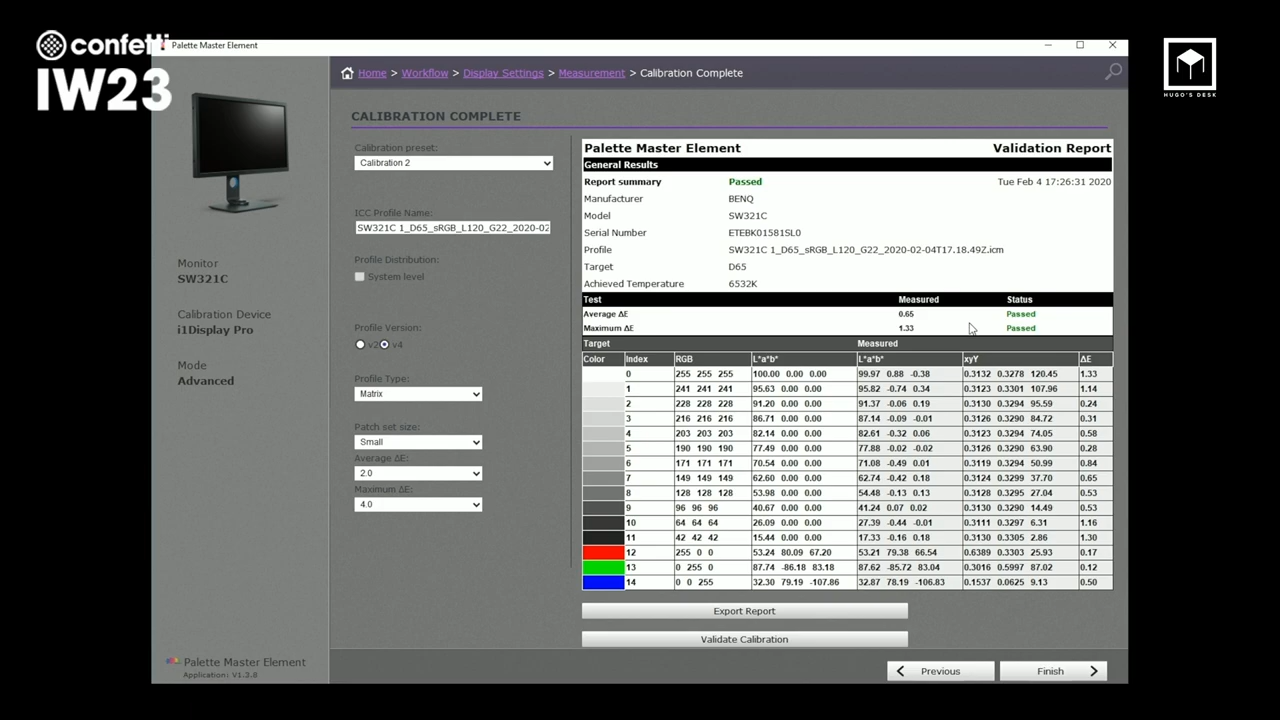 confetti
IW23
HUGO'S DESK
Palette Master Element
Home > Workflow > Display Settings > Measurement > Calibration Complete
CALIBRATION COMPLETE
Monitor
SW321C
Calibration Device
i1Display Pro
Mode
Advanced
Palette Master Element
Application: V1.3.8
Calibration preset:
Calibration 2
ICC Profile Name:
SW321C 1_D65_sRGB_L120_G22_2020-02
Profile Distribution:
System level
Profile Version:
v2 v4
Profile Type:
Matrix
Patch set size:
Small
Average ΔE:
2.0
Maximum ΔE:
4.0
Palette Master Element Validation Report
General Results
Report summary Passed Tue Feb 4 17:26:31 2020
Manufacturer BENQ
Model SW321C
Serial Number ETEBK01581SL0
Profile SW321C 1_D65_sRGB_L120_G22_2020-02-04T17.18.49Z.icm
Target D65
Achieved Temperature 6532K
Test Measured Status
Average ΔE 0.65 Passed
Maximum ΔE 1.33 Passed
Target Measured
Color Index RGB L*a*b* L*a*b* xyY ΔE
0 255 255 255 100.00 0.00 0.00 99.97 0.88 -0.38 0.3132 0.3278 120.45 1.33
1 241 241 241 95.63 0.00 0.00 95.82 -0.74 0.34 0.3123 0.3301 107.96 1.14
2 228 228 228 91.20 0.00 0.00 91.37 -0.06 0.19 0.3130 0.3294 95.59 0.24
3 216 216 216 86.71 0.00 0.00 87.14 -0.09 -0.01 0.3126 0.3290 84.72 0.31
4 203 203 203 82.14 0.00 0.00 82.61 -0.32 0.06 0.3123 0.3294 74.05 0.58
5 190 190 190 77.49 0.00 0.00 77.88 -0.02 -0.02 0.3126 0.3290 63.90 0.28
6 171 171 171 70.54 0.00 0.00 71.08 -0.49 0.01 0.3119 0.3294 50.99 0.84
7 149 149 149 62.60 0.00 0.00 62.74 -0.42 0.18 0.3124 0.3299 37.70 0.65
8 128 128 128 53.98 0.00 0.00 54.48 -0.13 0.13 0.3128 0.3295 27.04 0.53
9 96 96 96 40.67 0.00 0.00 41.24 0.07 0.02 0.3130 0.3290 14.49 0.53
10 64 64 64 26.09 0.00 0.00 27.39 -0.44 -0.01 0.3111 0.3297 6.31 1.16
11 42 42 42 15.44 0.00 0.00 17.33 -0.16 0.18 0.3130 0.3305 2.86 1.30
12 255 0 0 53.24 80.09 67.20 53.21 79.38 66.54 0.6389 0.3303 25.93 0.17
13 0 255 0 87.74 -86.18 83.18 87.62 -85.72 83.04 0.3016 0.5997 87.02 0.12
14 0 0 255 32.30 79.19 -107.86 32.87 78.19 -106.83 0.1537 0.0625 9.13 0.50
Export Report
Validate Calibration
Previous
Finish